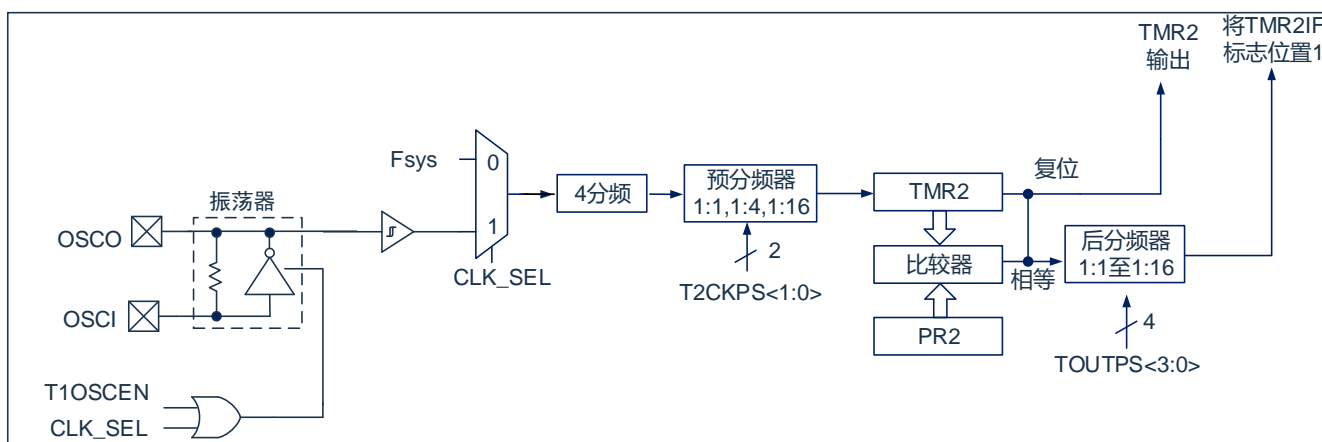 TMR2
输出
将TMR2IF
标志位置1
Fsys
0
1
CLK_SEL
4分频
预分频器
1:1,1:4,1:16
2
T2CKPS<1:0>
TMR2
复位
比较器
相等
PR2
后分频器
1:1至1:16
4
TOUTPS<3:0>
振荡器
OSCO
OSCI
T1OSCEN
CLK_SEL